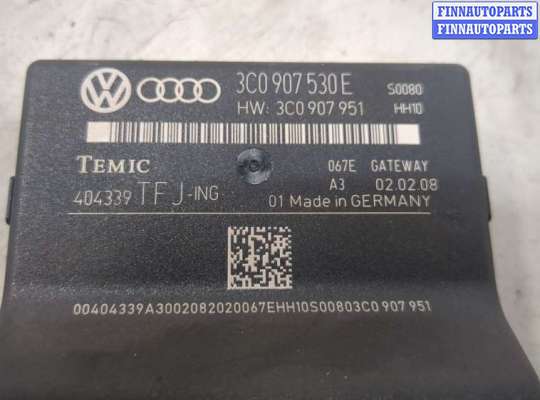 FINNAUTOPARTS
FINNAUTOPARTS
3C0 907 530 E
S0080
HW: 3C0 907 951
HH10
TEMIC
067E GATEWAY
404339 TFJ-ING
A3 02.02.08
01 Made in GERMANY
00404339A3002082020067EHH10S00803C0 907 951